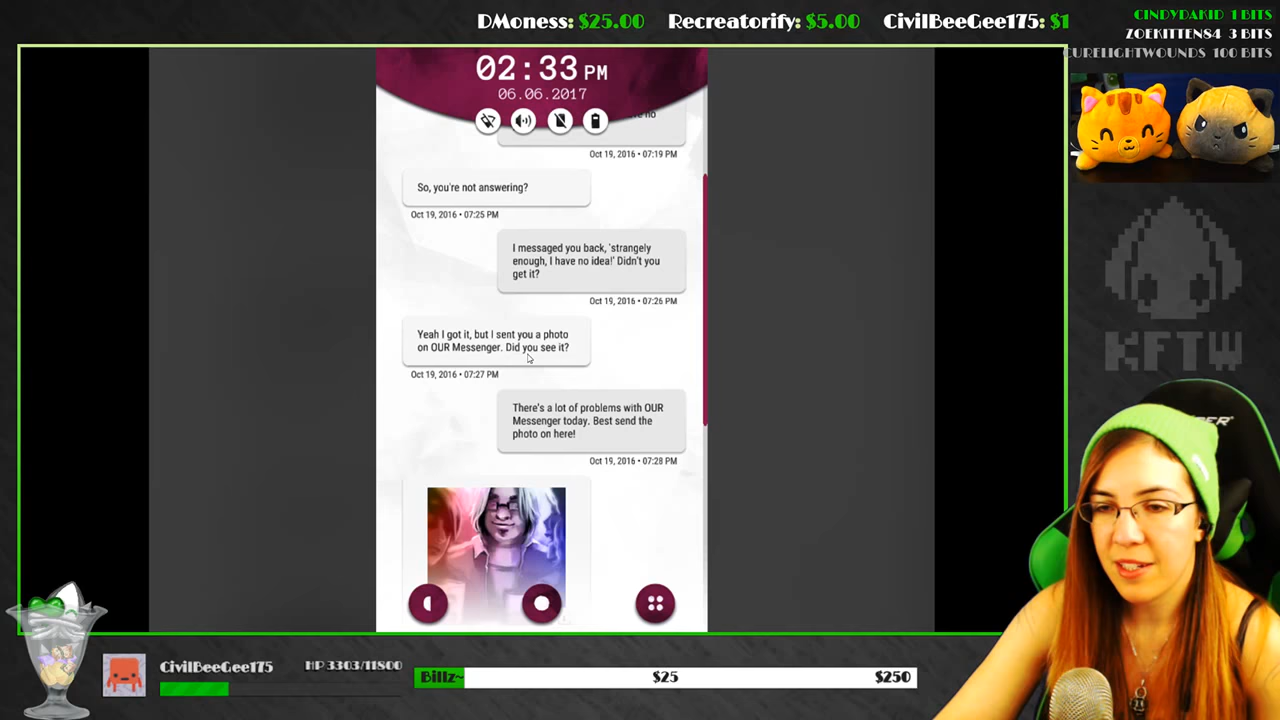 DMoness: $25.00 Recreatorify: $5.00 CivilBeeGee175: $1
CINDYDAKID 1 BITS
ZOEKITTEN84 3 BITS
CURELIGHTWOUNDS 100 BITS
02:33 PM
06.06.2017
Oct 19, 2016 • 07:19 PM
So, you're not answering?
Oct 19, 2016 • 07:25 PM
I messaged you back, 'strangely
enough, I have no idea!' Didn't you
get it?
Oct 19, 2016 • 07:26 PM
Yeah I got it, but I sent you a photo
on OUR Messenger. Did you see it?
Oct 19, 2016 • 07:27 PM
There's a lot of problems with OUR
Messenger today. Best send the
photo on here!
Oct 19, 2016 • 07:28 PM
KFTW
CivilBeeGee175 HP 3303/11800
Billz~ $25 $250